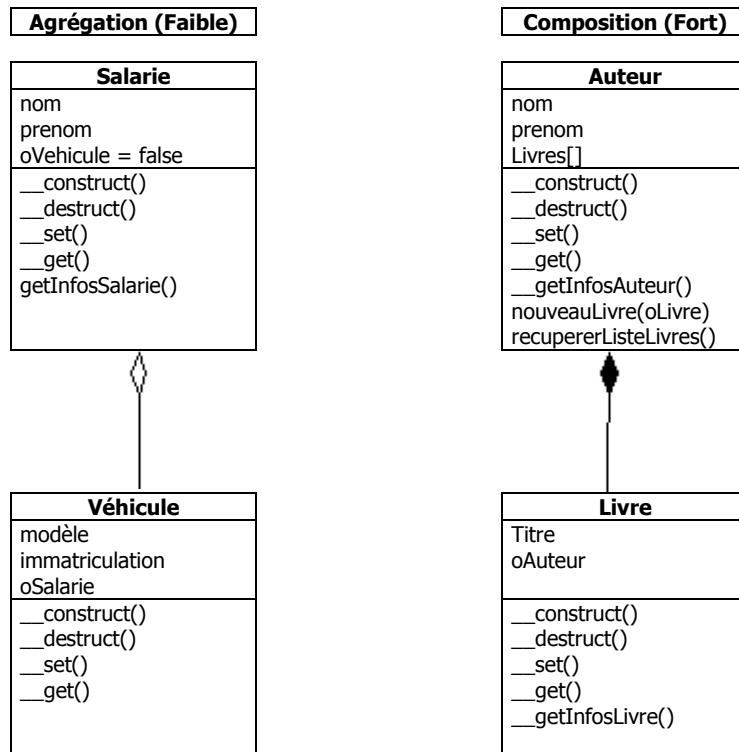 Agrégation (Faible)
Salarie
nom
prenom
oVehicule = false
__construct()
__destruct()
__set()
__get()
getInfosSalarie()
Véhicule
modèle
immatriculation
oSalarie
__construct()
__destruct()
__set()
__get()
Composition (Fort)
Auteur
nom
prenom
Livres[]
__construct()
__destruct()
__set()
__get()
__getInfosAuteur()
nouveauLivre(oLivre)
recupererListeLivres()
Livre
Titre
oAuteur
__construct()
__destruct()
__set()
__get()
__getInfosLivre()